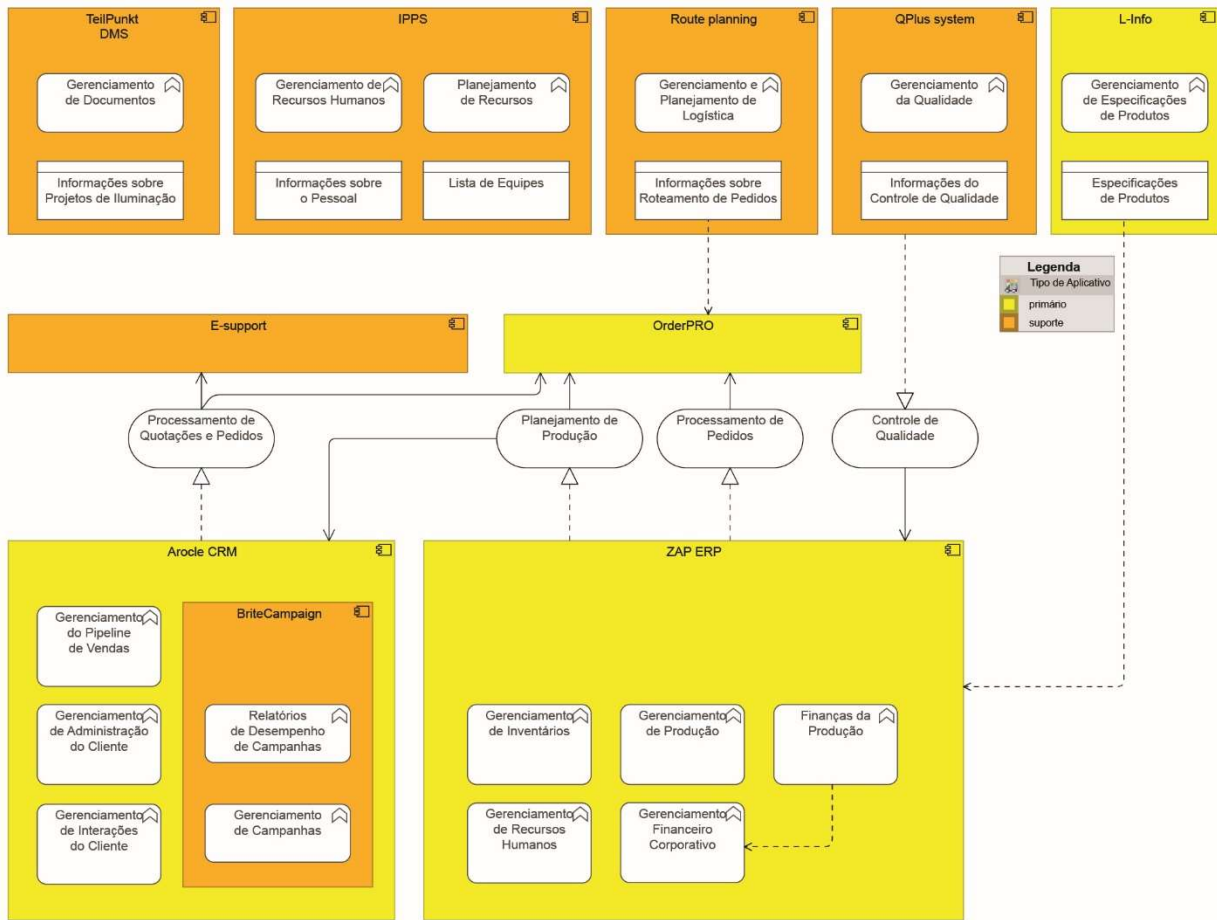 TeilPunkt
DMS
Gerenciamento
de Documentos
Informações sobre
Projetos de Iluminação
IPPS
Gerenciamento de
Recursos Humanos
Planejamento
de Recursos
Informações sobre
o Pessoal
Lista de Equipes
Route planning
Gerenciamento e
Planejamento de
Logística
Informações sobre
Roteamento de Pedidos
QPlus system
Gerenciamento
da Qualidade
Informações do
Controle de Qualidade
L-Info
Gerenciamento
de Especificações
de Produtos
Especificações
de Produtos
Legenda
Tipo de Aplicativo
primário
suporte
E-support
OrderPRO
Processamento de
Quotações e Pedidos
Planejamento de
Produção
Processamento de
Pedidos
Controle de
Qualidade
Arocle CRM
Gerenciamento
do Pipeline
de Vendas
Gerenciamento
de Administração
do Cliente
Gerenciamento
de Interações
do Cliente
BriteCampaign
Relatórios
de Desempenho
de Campanhas
Gerenciamento
de Campanhas
ZAP ERP
Gerenciamento
de Inventários
Gerenciamento
de Produção
Finanças da
Produção
Gerenciamento
de Recursos
Humanos
Gerenciamento
Financeiro
Corporativo